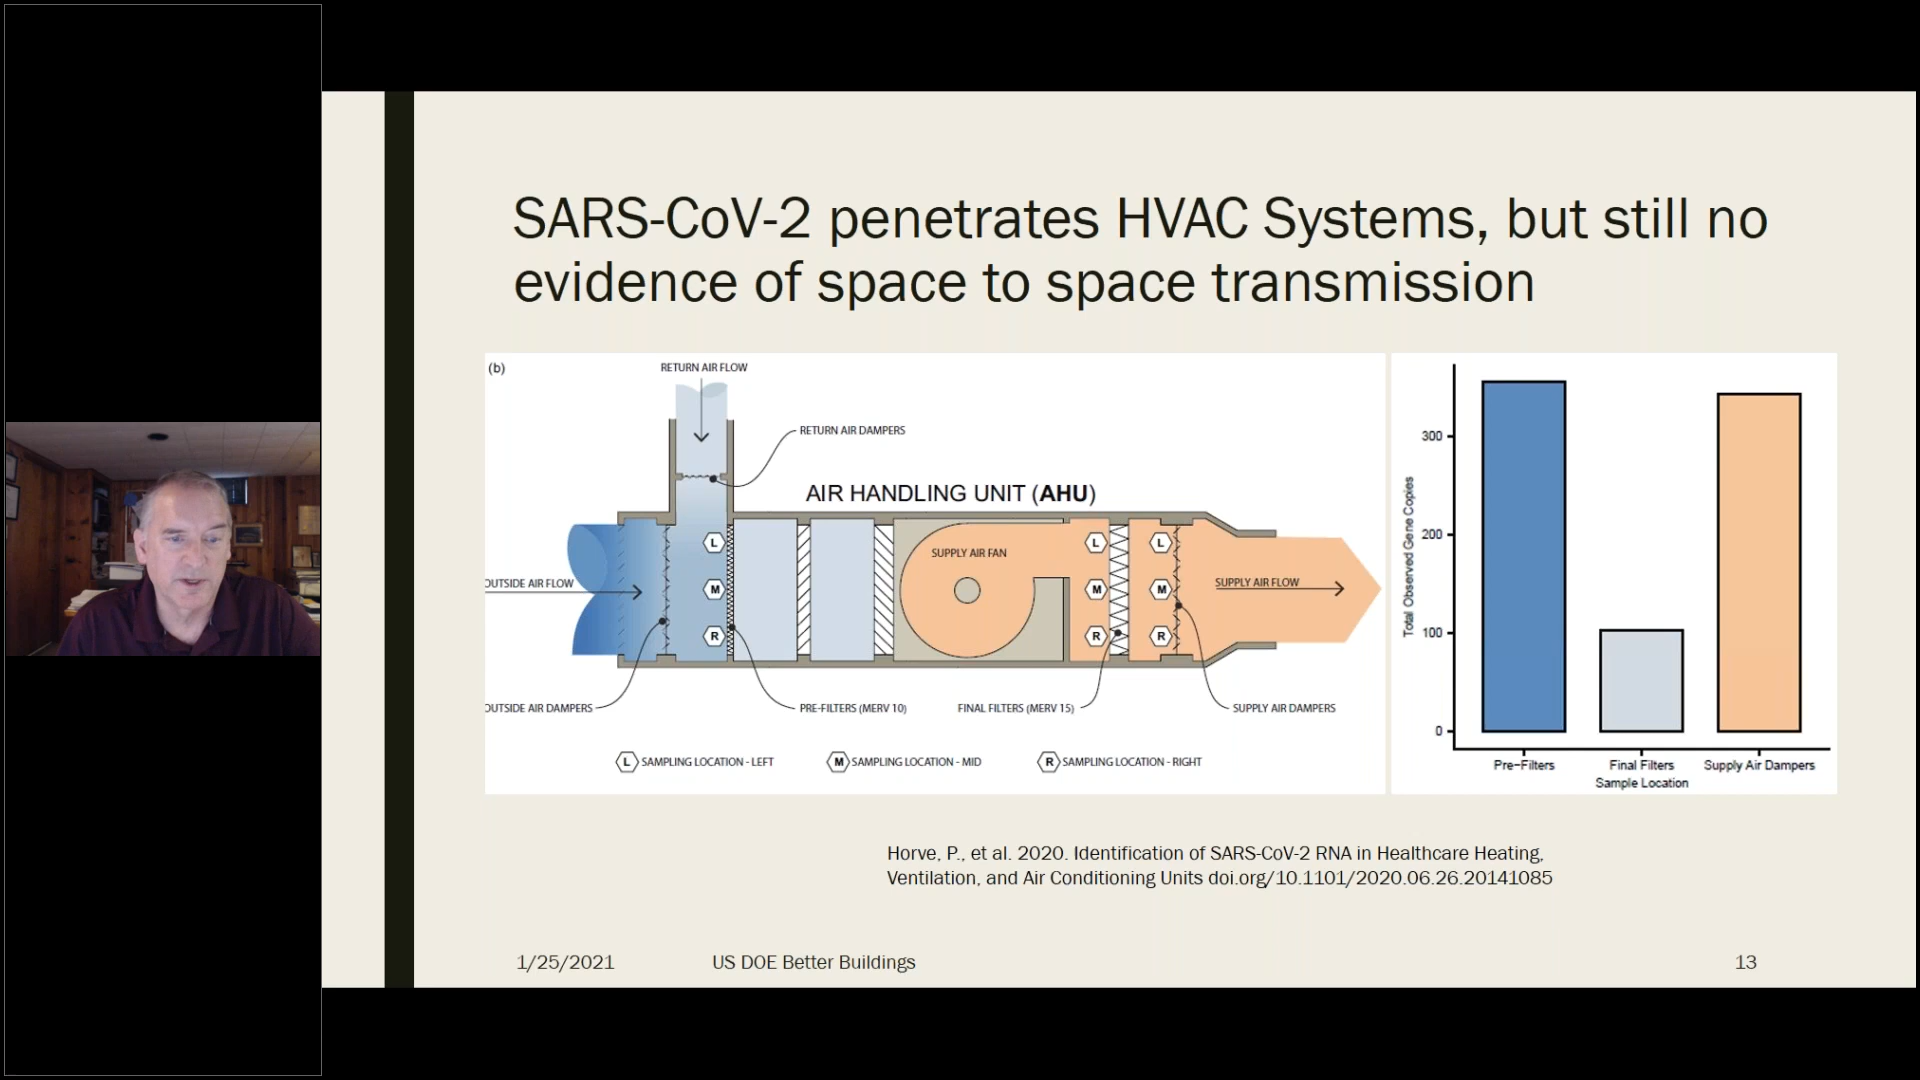 SARS-CoV-2 penetrates HVAC Systems, but still no
evidence of space to space transmission
(b)
RETURN AIR FLOW
RETURN AIR DAMPERS
AIR HANDLING UNIT (AHU)
L
L
L
SUPPLY AIR FAN
OUTSIDE AIR FLOW
M
M
M
SUPPLY AIR FLOW
R
R
R
OUTSIDE AIR DAMPERS
PRE-FILTERS (MERV 10)
FINAL FILTERS (MERV 15)
SUPPLY AIR DAMPERS
L SAMPLING LOCATION - LEFT
M SAMPLING LOCATION - MID
R SAMPLING LOCATION - RIGHT
Total Observed Gene Copies
300
200
100
0
Pre-Filters
Final Filters
Supply Air Dampers
Sample Location
Horve, P., et al. 2020. Identification of SARS-CoV-2 RNA in Healthcare Heating,
Ventilation, and Air Conditioning Units doi.org/10.1101/2020.06.26.20141085
1/25/2021
US DOE Better Buildings
13